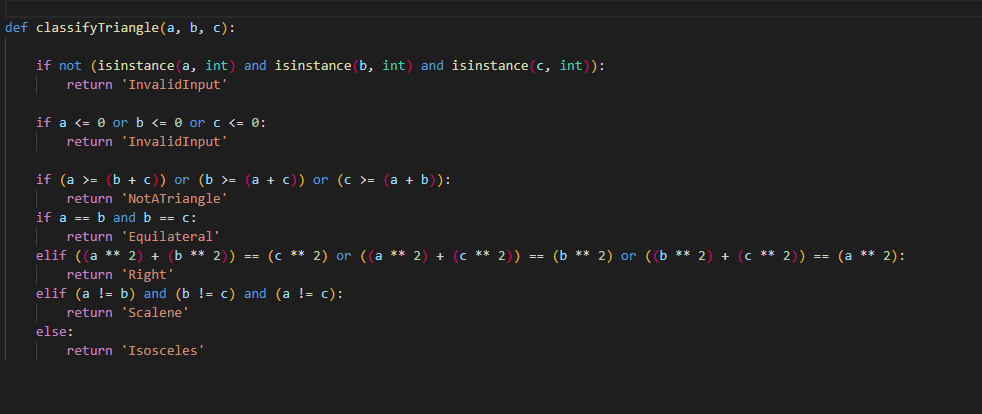 def classifyTriangle(a, b, c):
if not (isinstance(a, int) and isinstance(b, int) and isinstance(c, int)):
return 'InvalidInput'
if a <= 0 or b <= 0 or c <= 0:
return 'InvalidInput'
if (a >= (b + c)) or (b >= (a + c)) or (c >= (a + b)):
return 'NotATriangle'
if a == b and b == c:
return 'Equilateral'
elif ((a ** 2) + (b ** 2)) == (c ** 2) or ((a ** 2) + (c ** 2)) == (b ** 2) or ((b ** 2) + (c ** 2)) == (a ** 2):
return 'Right'
elif (a != b) and (b != c) and (a != c):
return 'Scalene'
else:
return 'Isosceles'